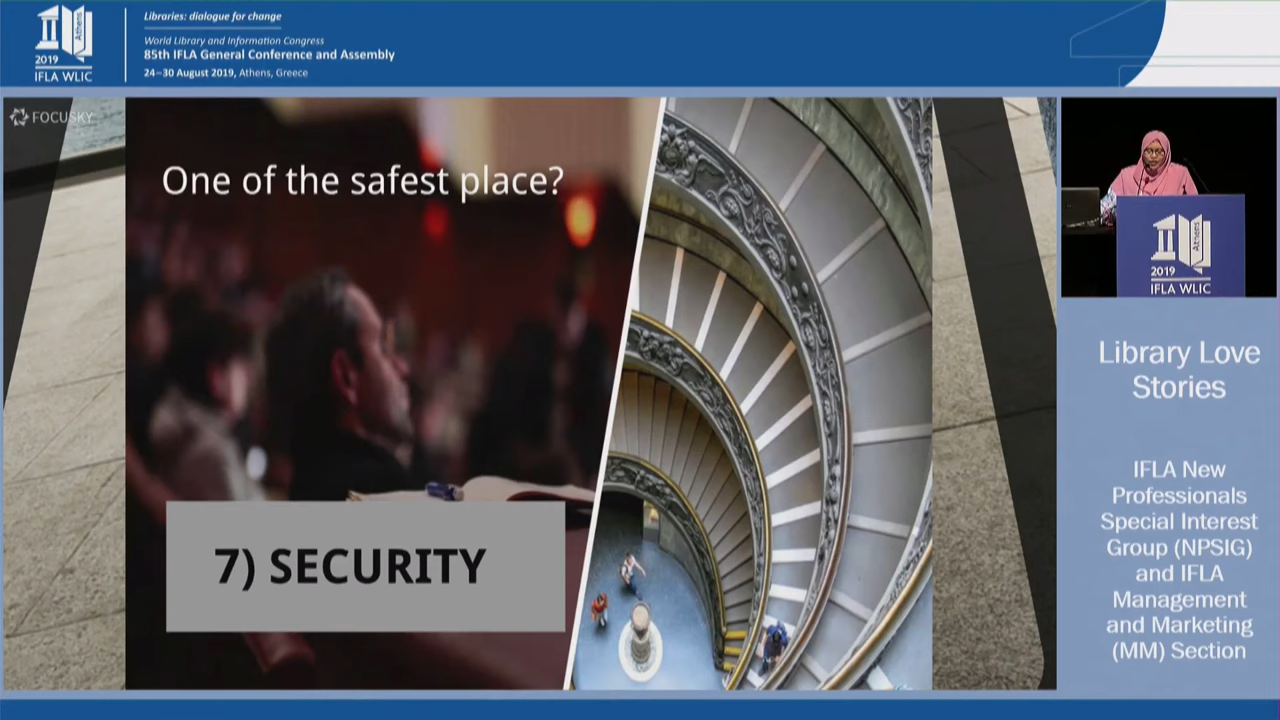 Libraries: dialogue for change
World Library and Information Congress
85th IFLA General Conference and Assembly
24–30 August 2019, Athens, Greece
Athens
2019
IFLA WLIC
FOCUSKY
One of the safest place?
7) SECURITY
Athens
2019
IFLA WLIC
Library Love
Stories
IFLA New
Professionals
Special Interest
Group (NPSIG)
and IFLA
Management
and Marketing
(MM) Section